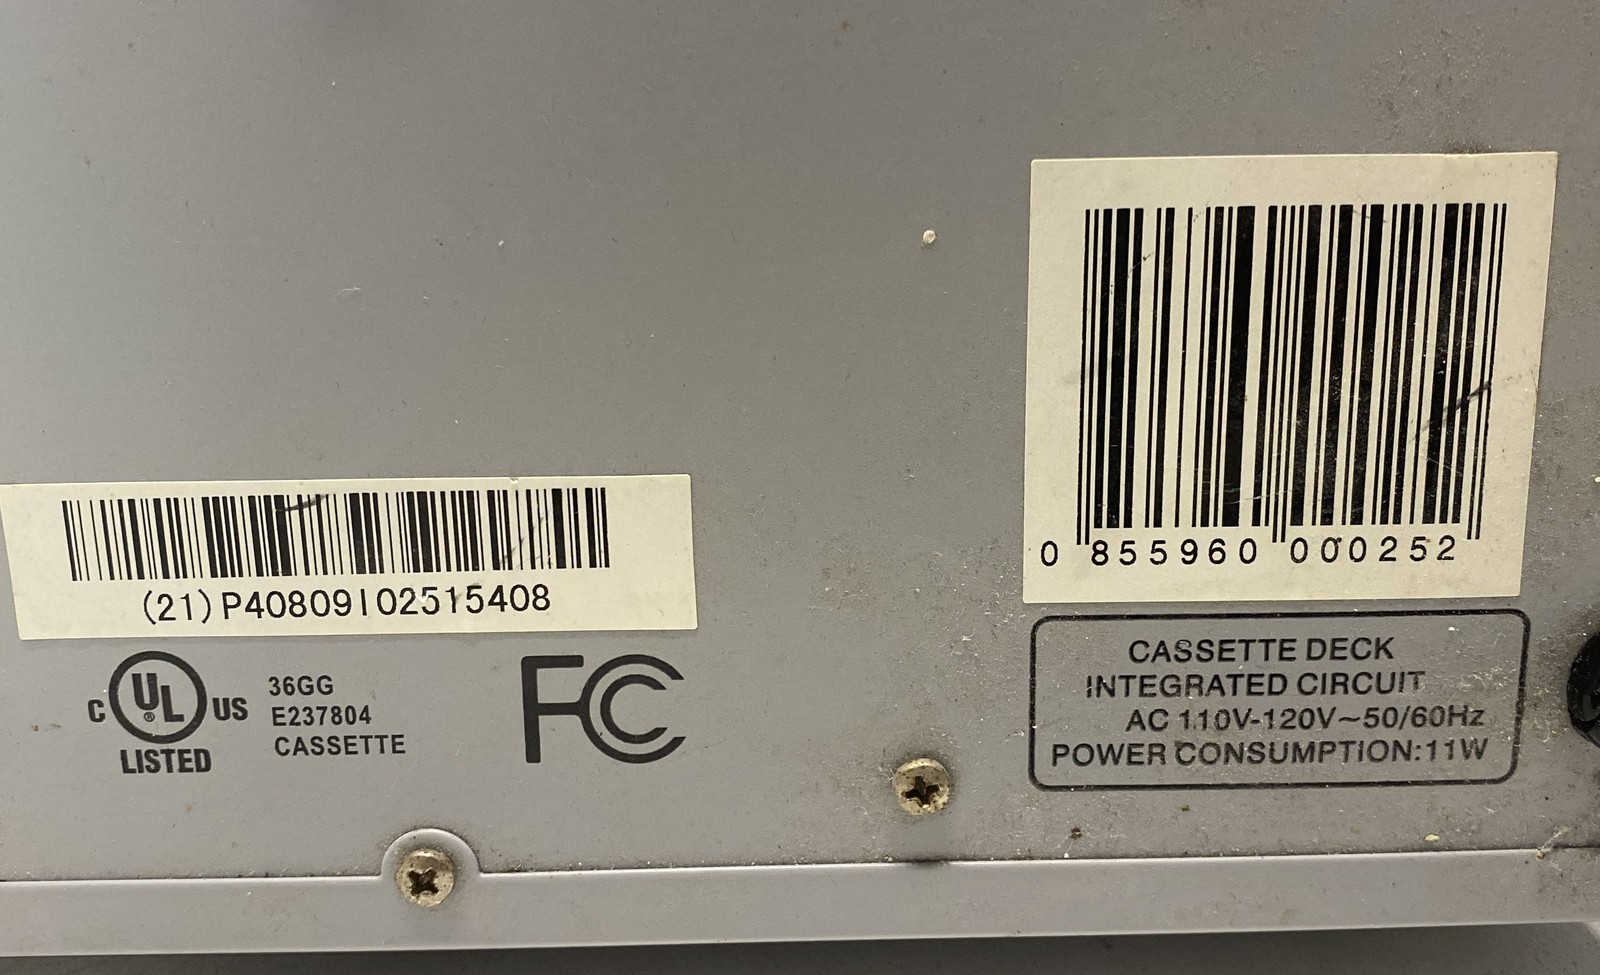 (21)P40809I02515408
0 855960 000252
C UL® US
LISTED
36GG
E237804
CASSETTE
FC
CASSETTE DECK
INTEGRATED CIRCUIT
AC 110V-120V~50/60Hz
POWER CONSUMPTION:11W